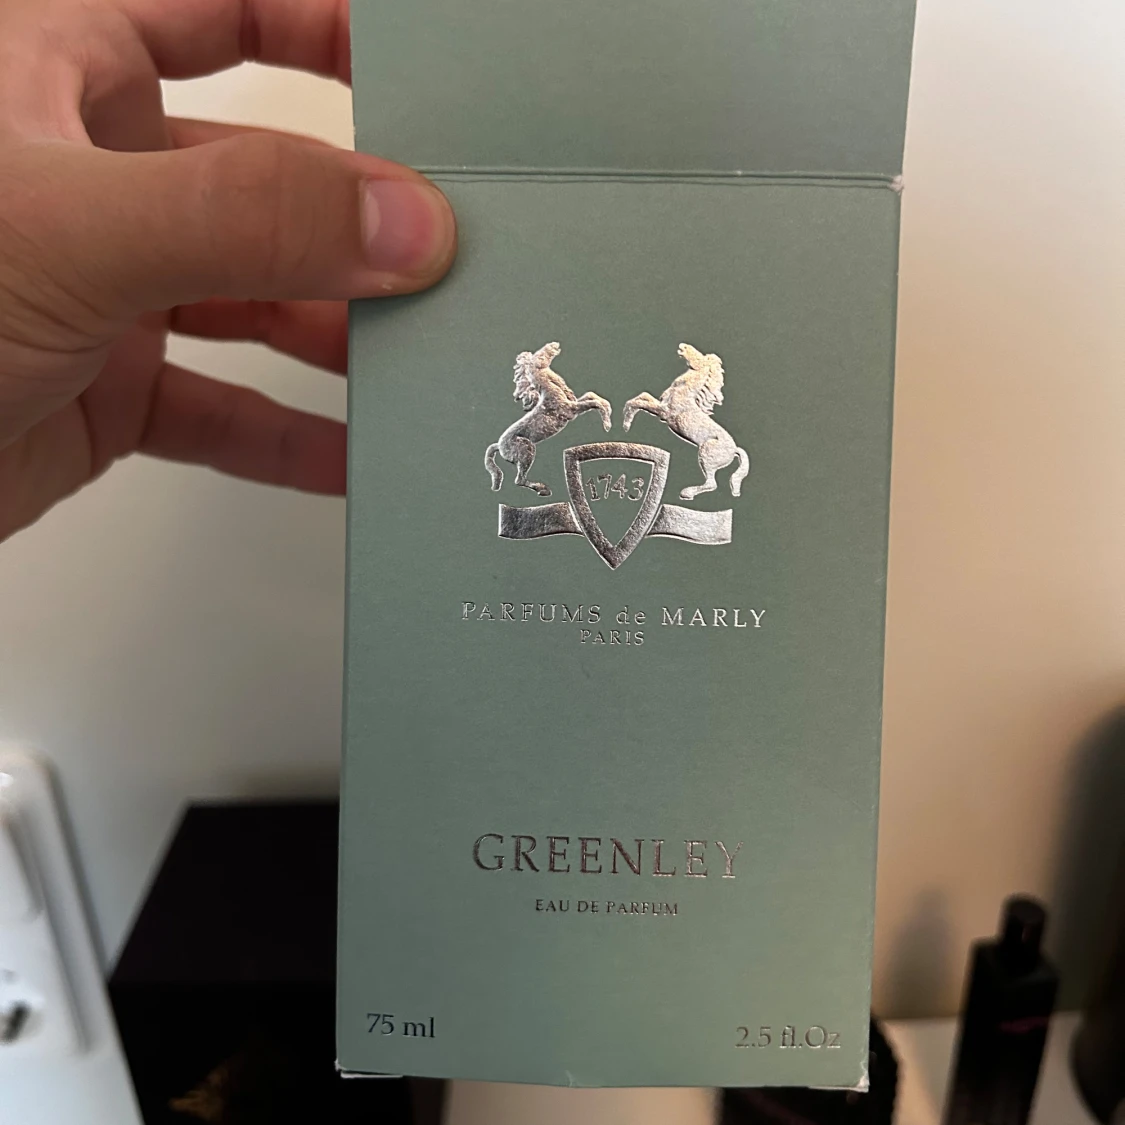 1743
PARFUMS de MARLY
PARIS
GREENLEY
EAU DE PARFUM
75 ml
2.5 fl.Oz